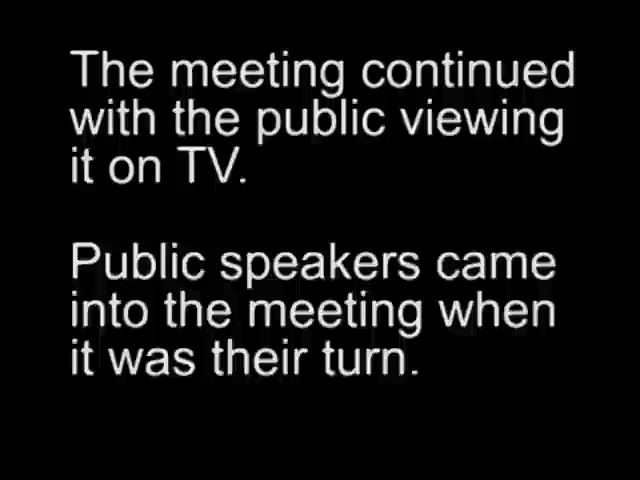 The meeting continued
with the public viewing
it on TV.
Public speakers came
into the meeting when
it was their turn.